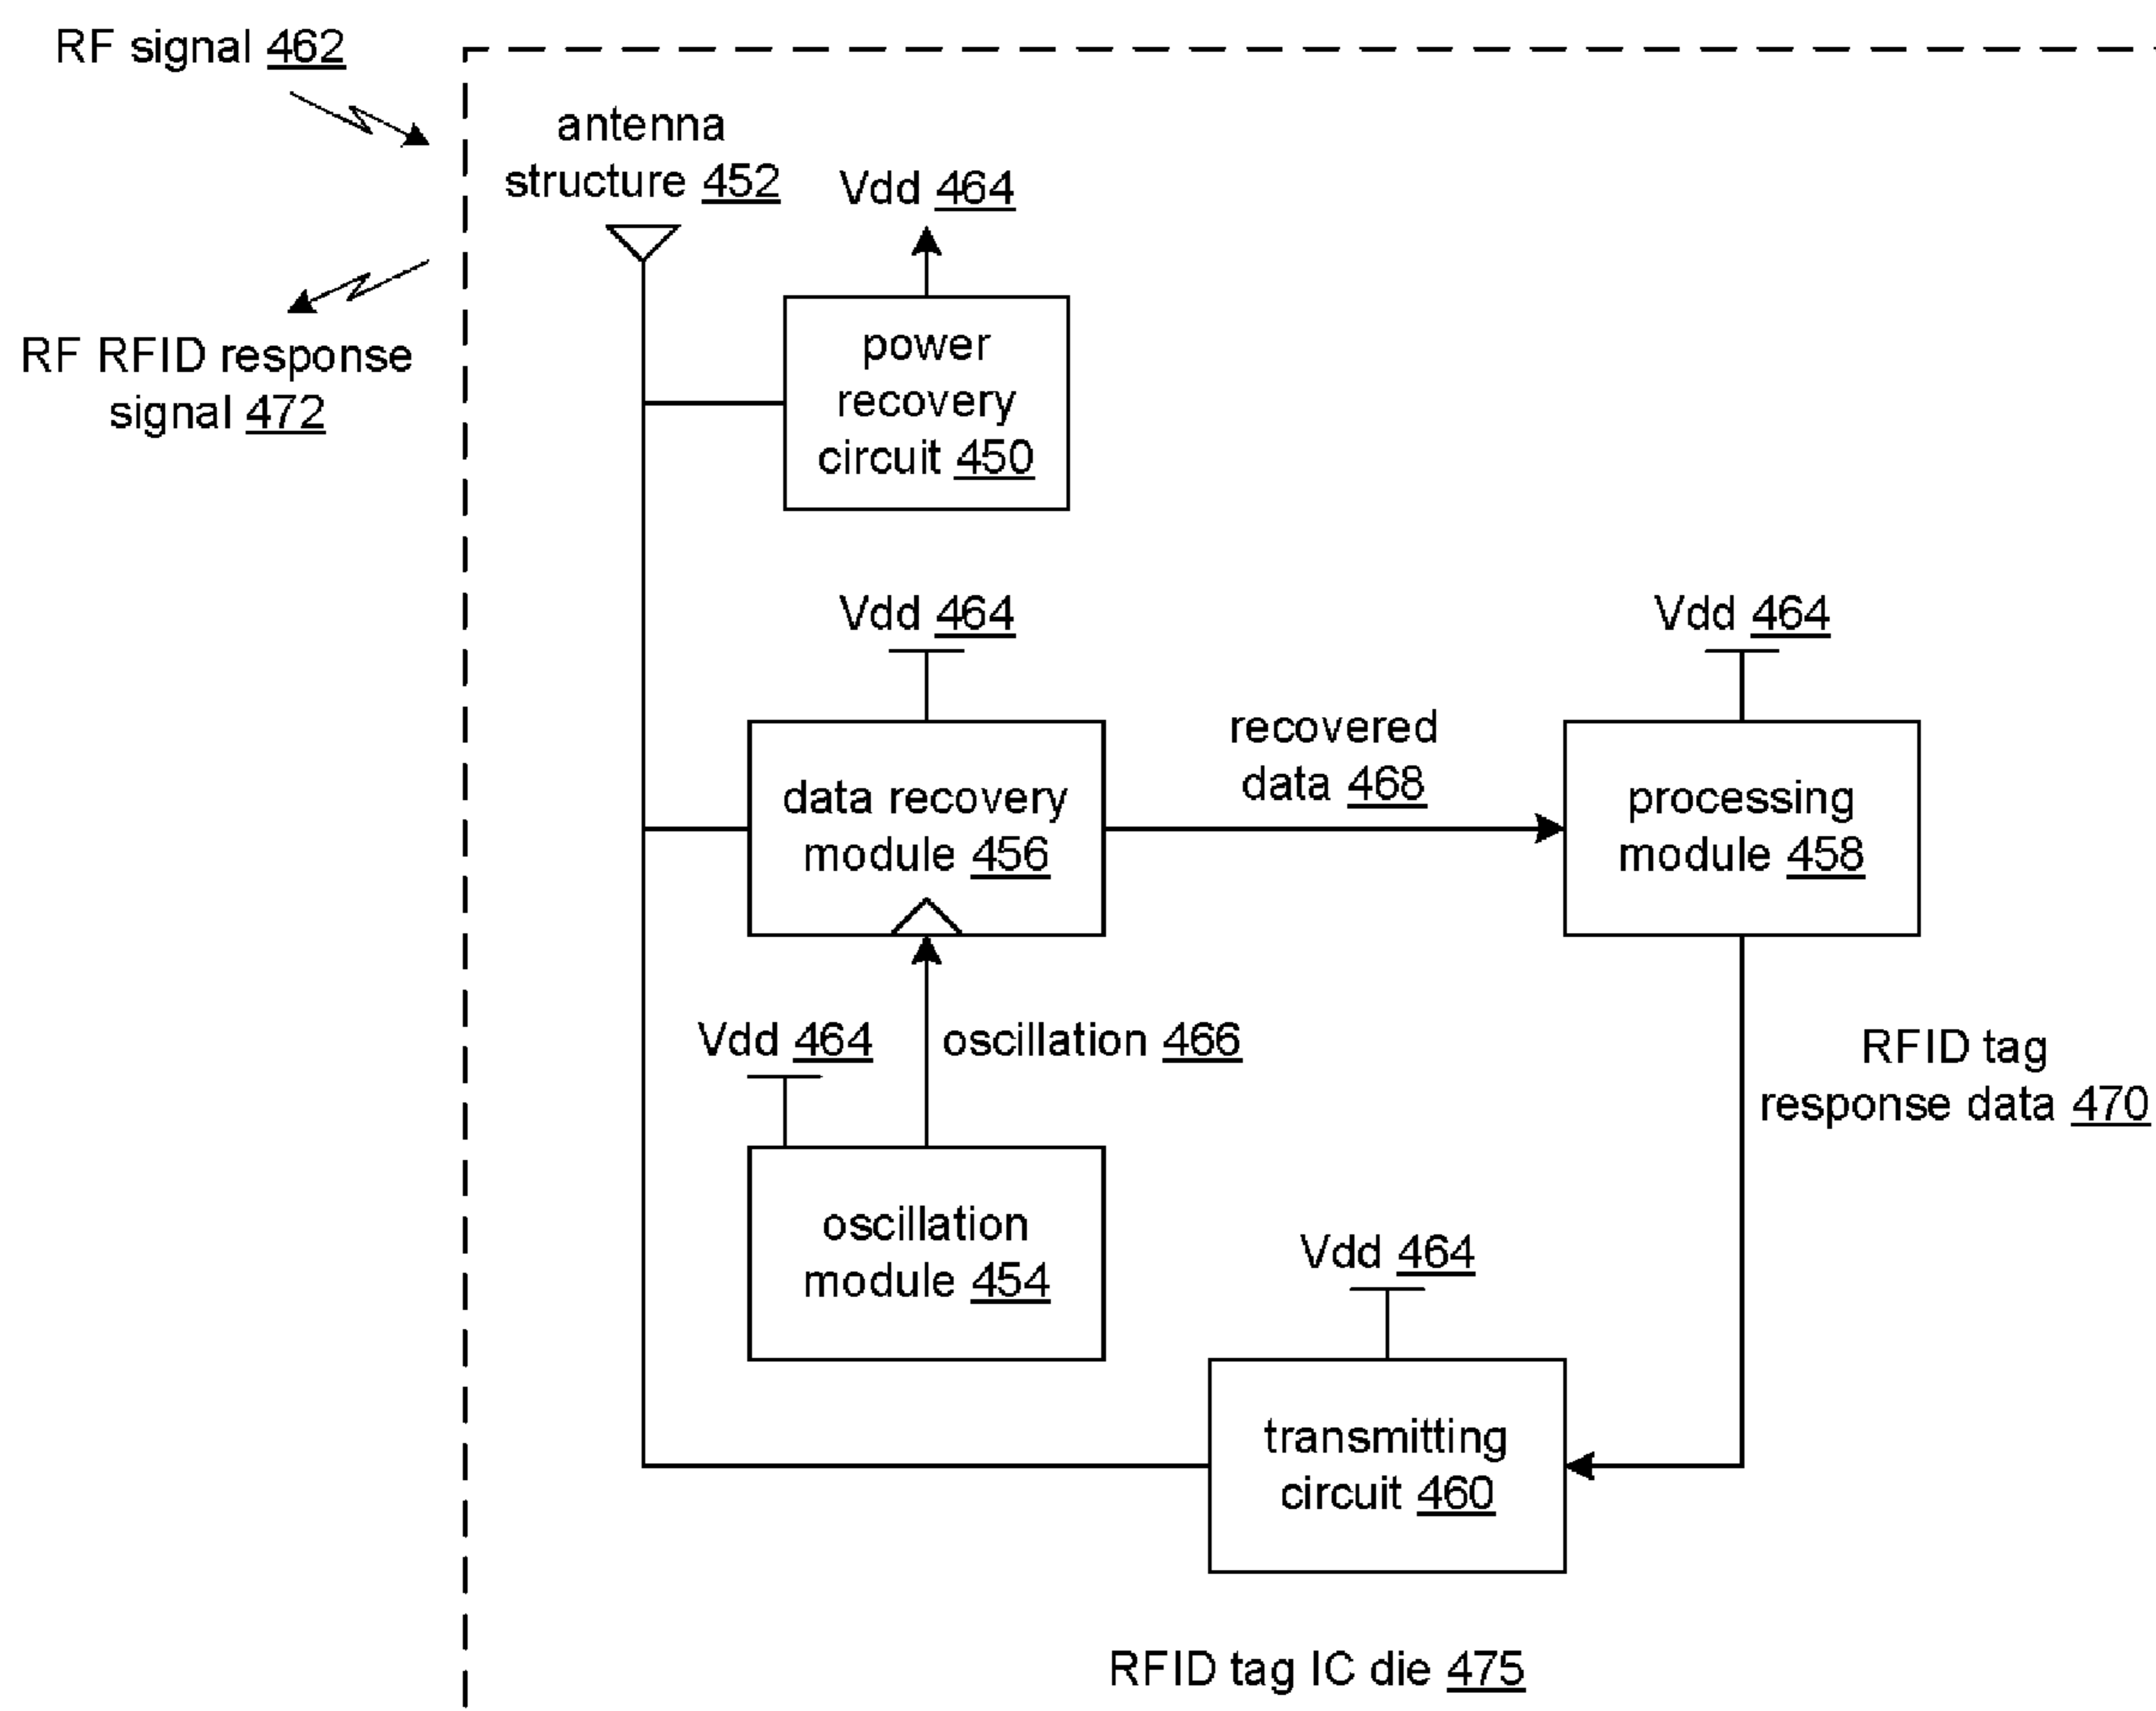 RF signal 462
antenna
structure 452
Vdd 464
RF RFID response
signal 472
power
recovery
circuit 450
Vdd 464
Vdd 464
recovered
data 468
data recovery
module 456
processing
module 458
Vdd 464
oscillation 466
RFID tag
response data 470
oscillation
module 454
Vdd 464
transmitting
circuit 460
RFID tag IC die 475